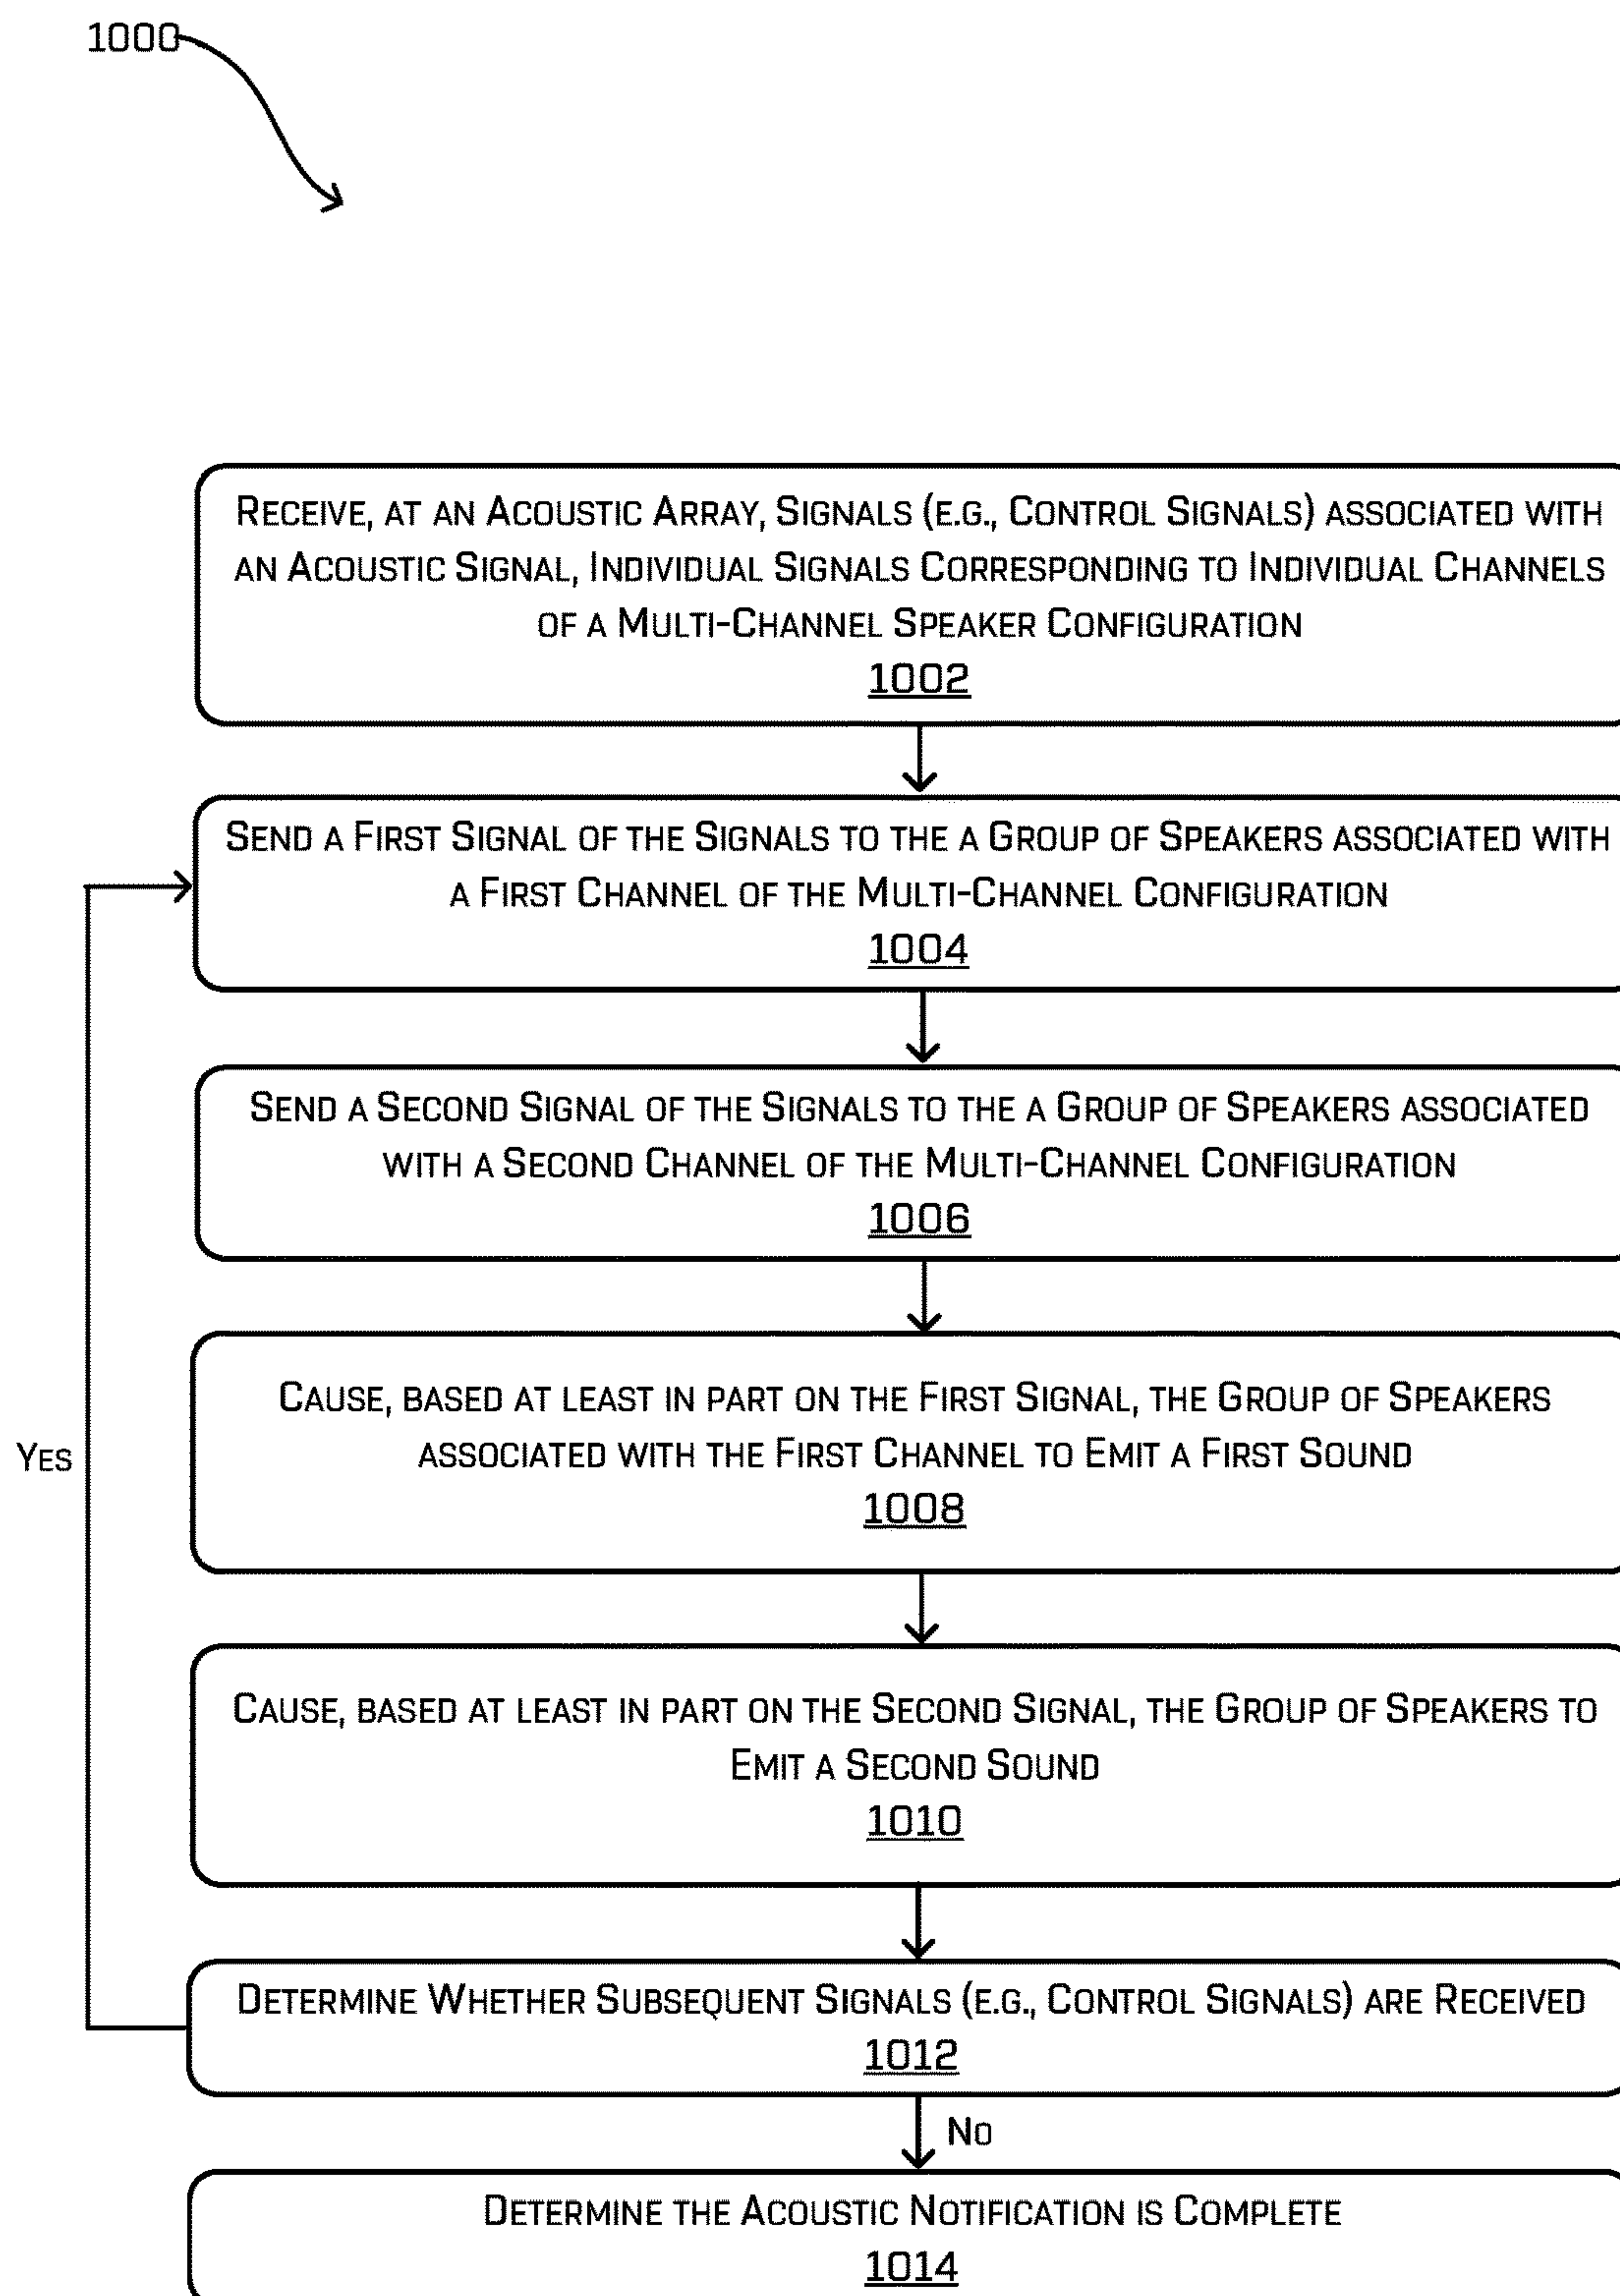 1000
Receive, at an Acoustic Array, Signals (e.g., Control Signals) associated with
an Acoustic Signal, Individual Signals Corresponding to Individual Channels
of a Multi-Channel Speaker Configuration
1002
Send a First Signal of the Signals to the a Group of Speakers associated with
a First Channel of the Multi-Channel Configuration
1004
Send a Second Signal of the Signals to the a Group of Speakers associated
with a Second Channel of the Multi-Channel Configuration
1006
Cause, based at least in part on the First Signal, the Group of Speakers
associated with the First Channel to Emit a First Sound
1008
Yes
Cause, based at least in part on the Second Signal, the Group of Speakers to
Emit a Second Sound
1010
Determine Whether Subsequent Signals (e.g., Control Signals) are Received
1012
No
Determine the Acoustic Notification is Complete
1014